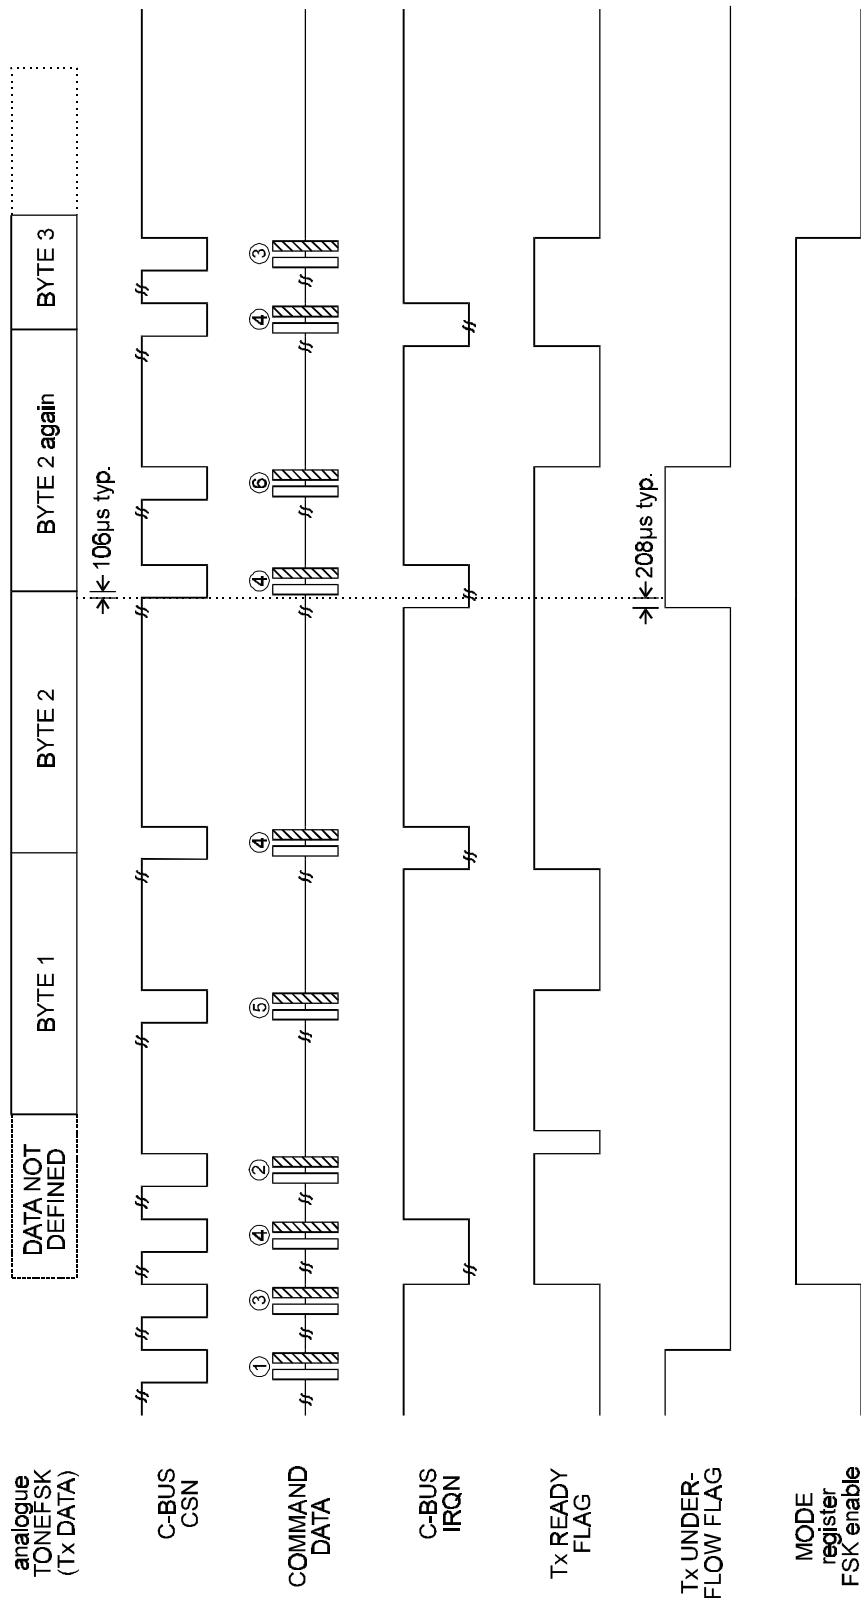 analogue
TONEFSK
(Tx DATA)
DATA NOT
DEFINED
BYTE 1
BYTE 2
BYTE 2 again
BYTE 3
106µs typ.
C-BUS
CSN
COMMAND
DATA
1
3
4
2
5
4
4
6
4
3
C-BUS
IRQN
Tx READY
FLAG
Tx UNDER-
FLOW FLAG
208µs typ.
MODE
register
FSK enable